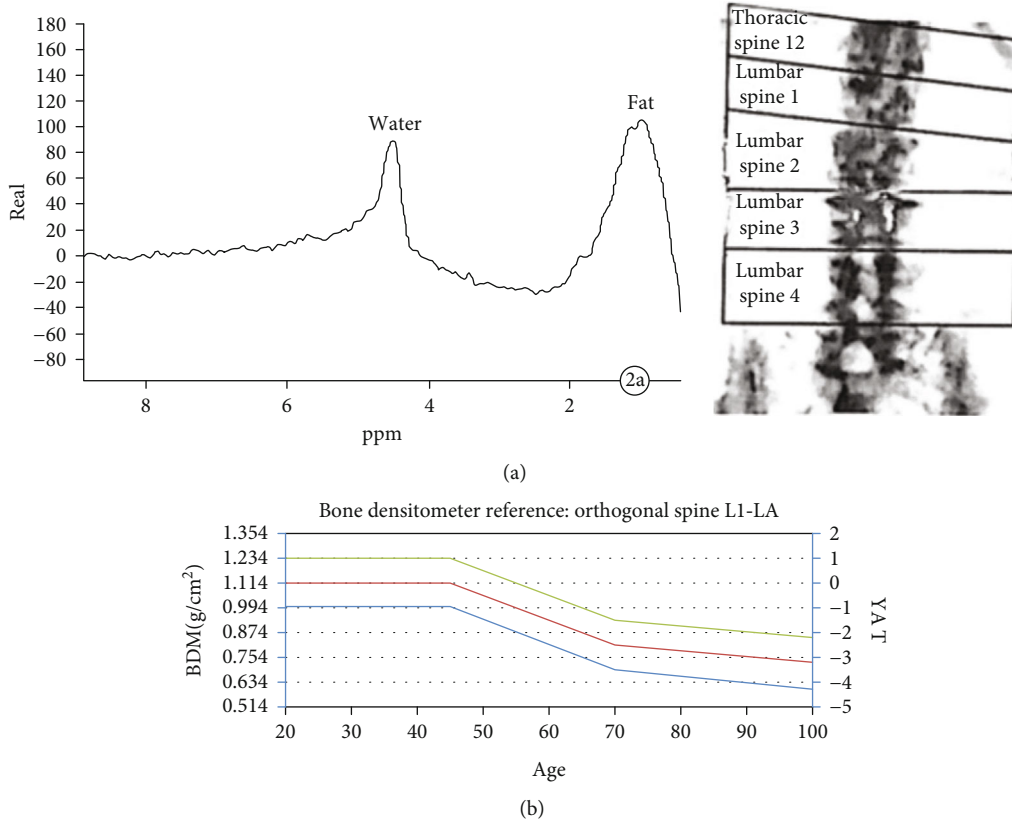 180
160
140
120
100
80
60
40
20
0
−20
−40
−60
−80
Real
Water
Fat
8
6
4
2
2a
ppm
Thoracic
spine 12
Lumbar
spine 1
Lumbar
spine 2
Lumbar
spine 3
Lumbar
spine 4
(a)
Bone densitometer reference: orthogonal spine L1-LA
1.354
1.234
1.114
0.994
0.874
0.754
0.634
0.514
BDM(g/cm²)
2
1
0
−1
−2
−3
−4
−5
Y A T
20
30
40
50
60
70
80
90
100
Age
(b)